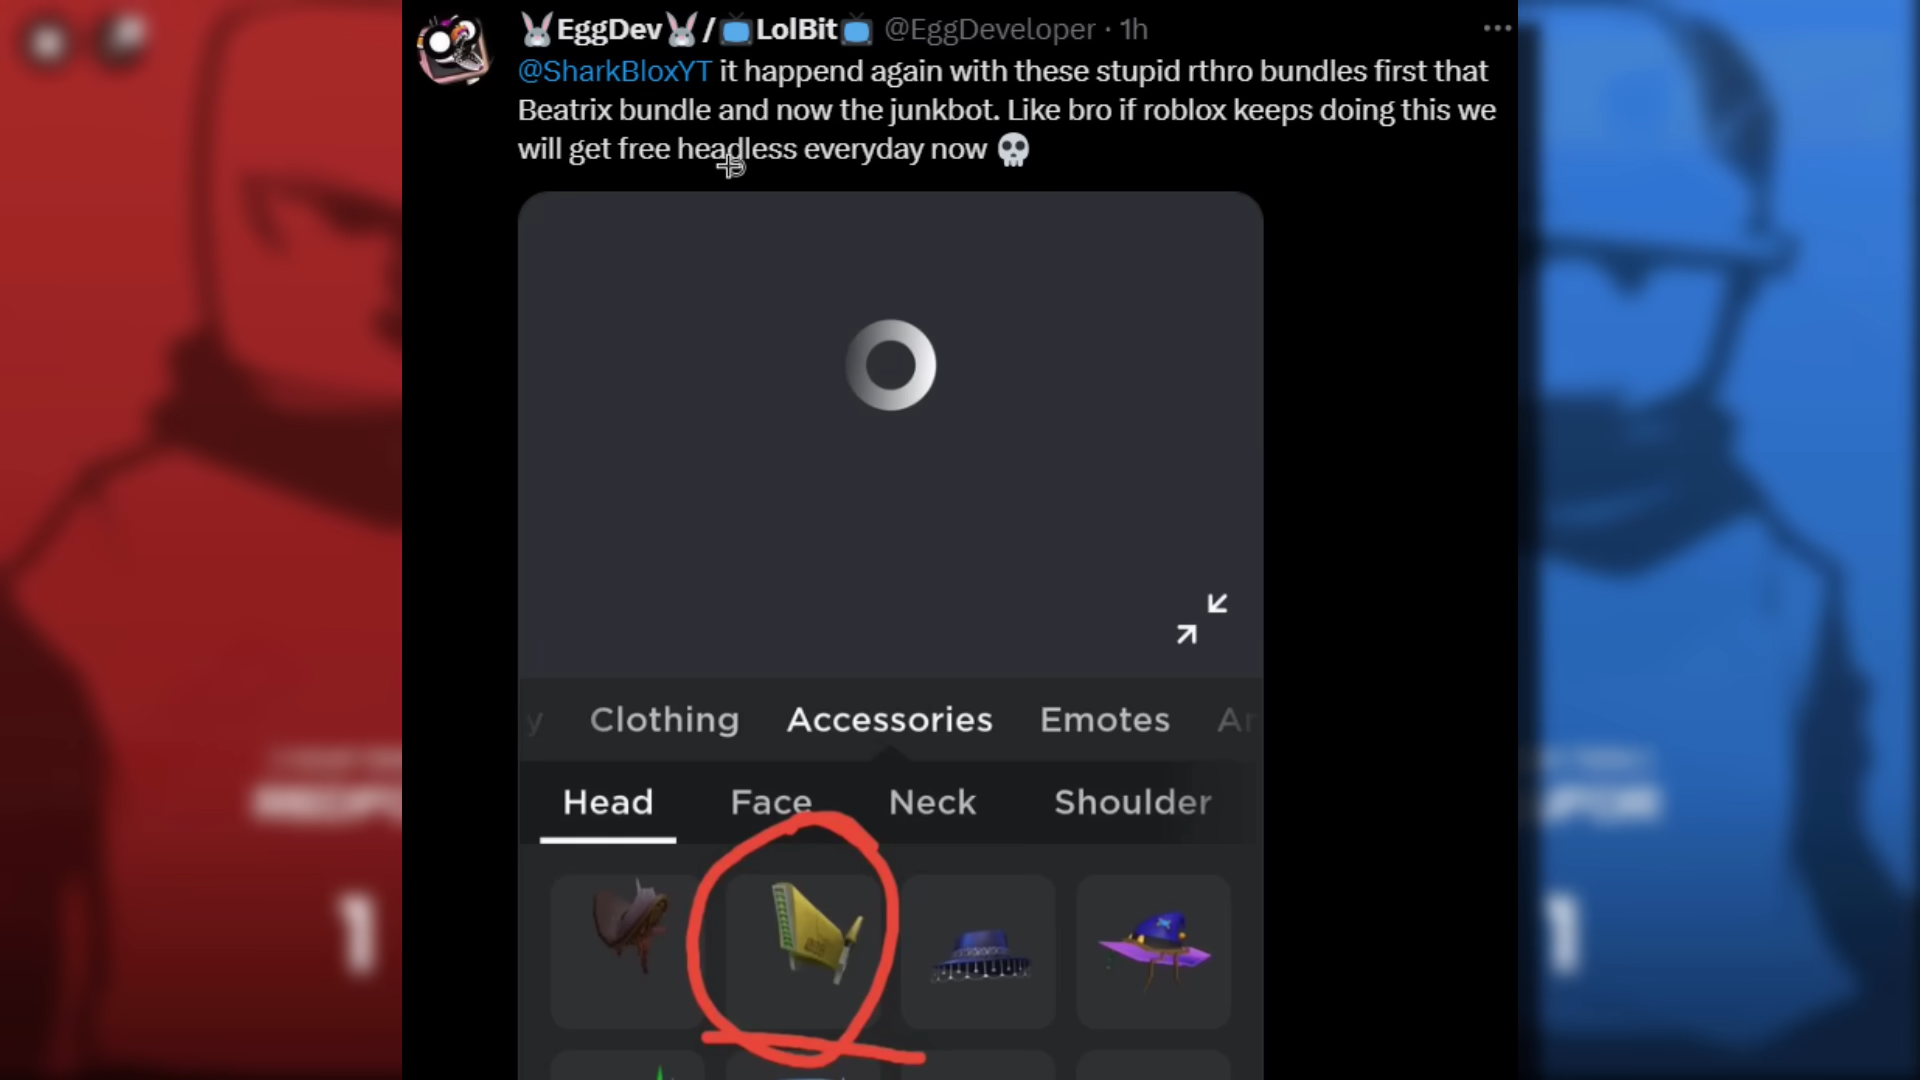 🐰EggDev🐰/📺LolBit📺 @EggDeveloper · 1h
@SharkBloxYT it happend again with these stupid rthro bundles first that
Beatrix bundle and now the junkbot. Like bro if roblox keeps doing this we
will get free headless everyday now 💀
y Clothing Accessories Emotes
Head Face Neck Shoulder
1
1